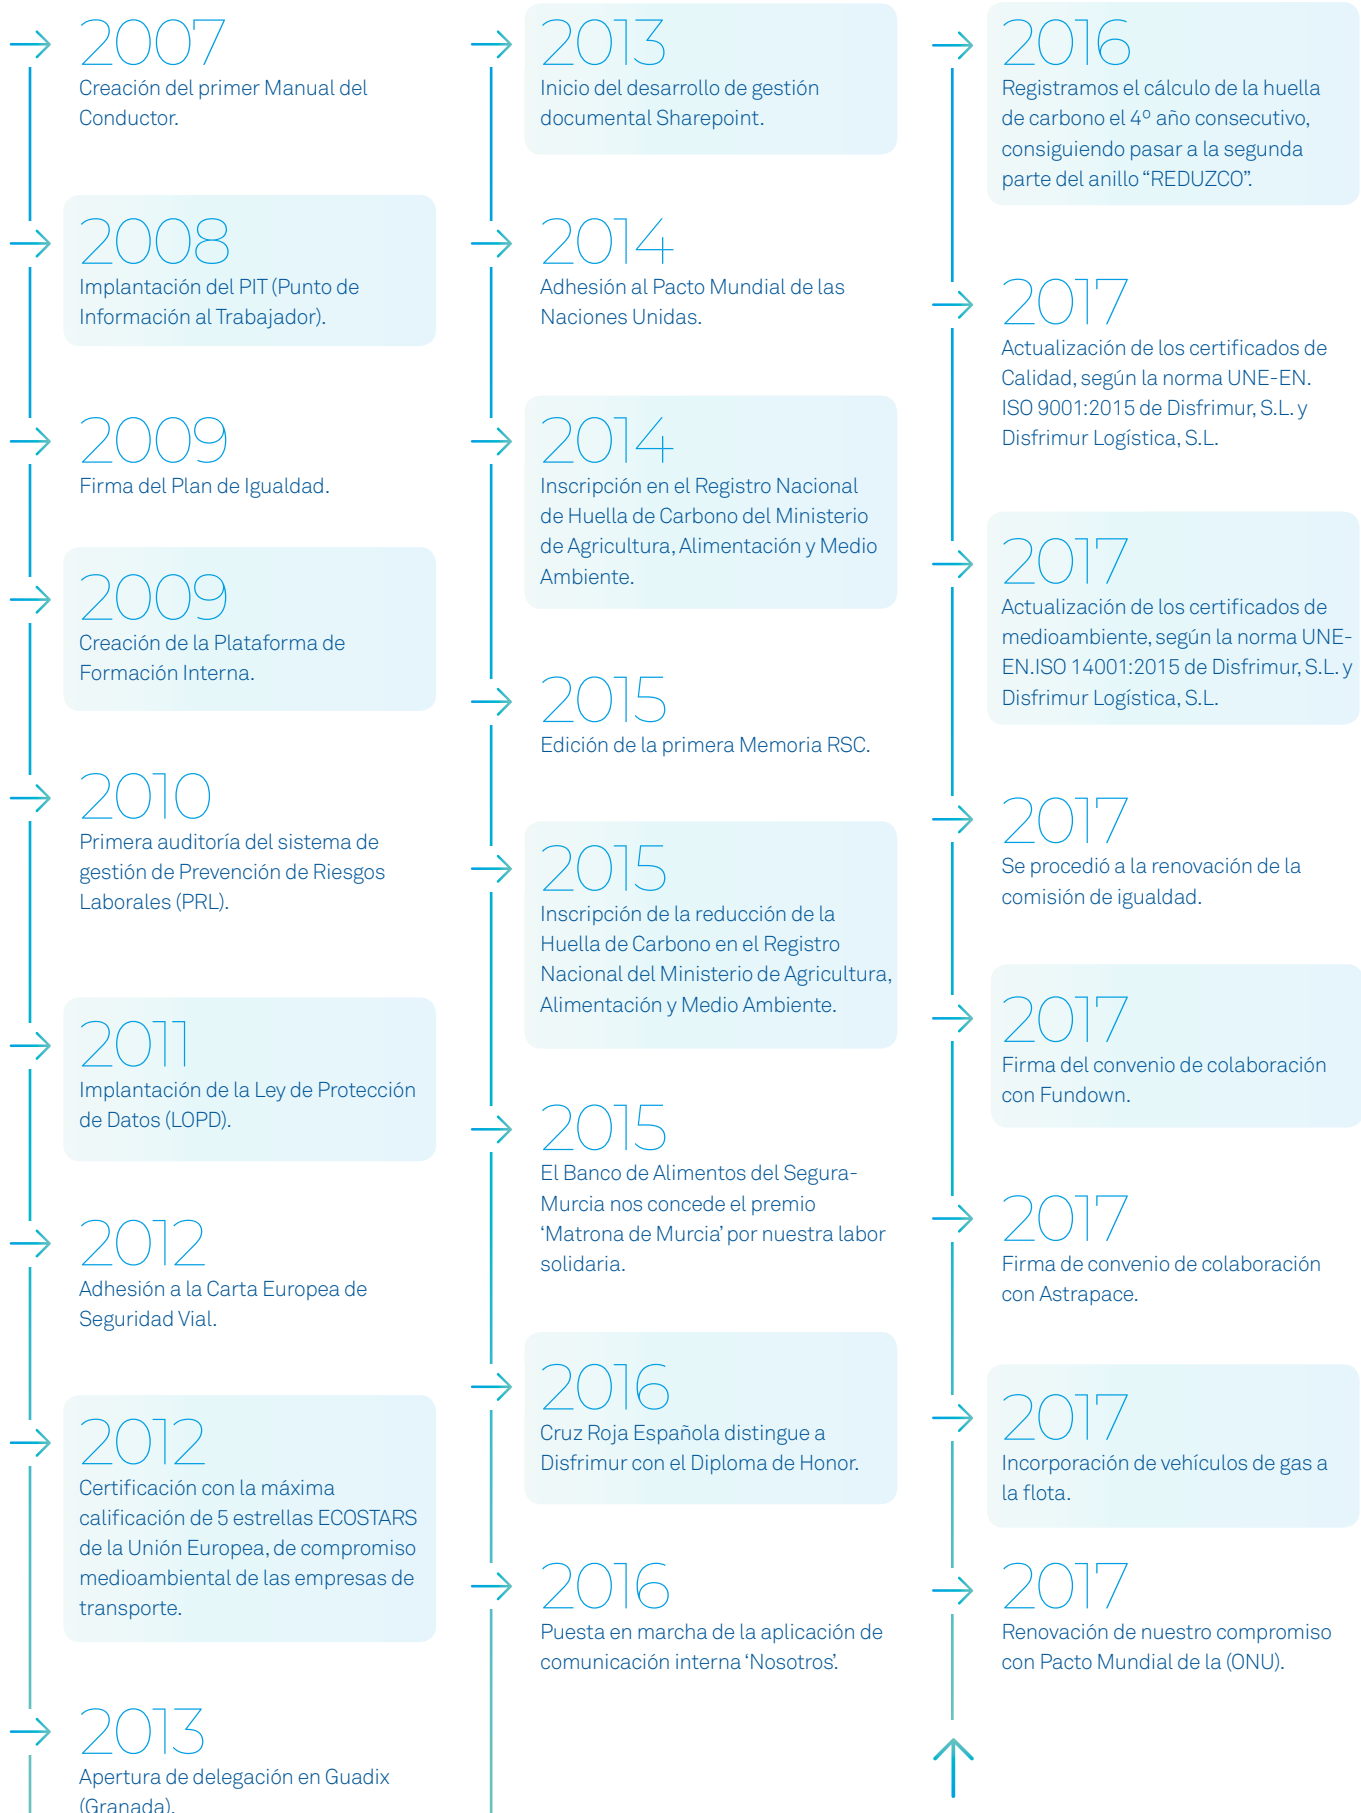 2007
Creación del primer Manual del
Conductor.
2008
Implantación del PIT (Punto de
Información al Trabajador).
2009
Firma del Plan de Igualdad.
2009
Creación de la Plataforma de
Formación Interna.
2010
Primera auditoría del sistema de
gestión de Prevención de Riesgos
Laborales (PRL).
2011
Implantación de la Ley de Protección
de Datos (LOPD).
2012
Adhesión a la Carta Europea de
Seguridad Vial.
2012
Certificación con la máxima
calificación de 5 estrellas ECOSTARS
de la Unión Europea, de compromiso
medioambiental de las empresas de
transporte.
2013
Apertura de delegación en Guadix
(Granada).
2013
Inicio del desarrollo de gestión
documental Sharepoint.
2014
Adhesión al Pacto Mundial de las
Naciones Unidas.
2014
Inscripción en el Registro Nacional
de Huella de Carbono del Ministerio
de Agricultura, Alimentación y Medio
Ambiente.
2015
Edición de la primera Memoria RSC.
2015
Inscripción de la reducción de la
Huella de Carbono en el Registro
Nacional del Ministerio de Agricultura,
Alimentación y Medio Ambiente.
2015
El Banco de Alimentos del Segura-
Murcia nos concede el premio
‘Matrona de Murcia’ por nuestra labor
solidaria.
2016
Cruz Roja Española distingue a
Disfrimur con el Diploma de Honor.
2016
Puesta en marcha de la aplicación de
comunicación interna ‘Nosotros’.
2016
Registramos el cálculo de la huella
de carbono el 4º año consecutivo,
consiguiendo pasar a la segunda
parte del anillo “REDUZCO”.
2017
Actualización de los certificados de
Calidad, según la norma UNE-EN.
ISO 9001:2015 de Disfrimur, S.L. y
Disfrimur Logística, S.L.
2017
Actualización de los certificados de
medioambiente, según la norma UNE-
EN.ISO 14001:2015 de Disfrimur, S.L. y
Disfrimur Logística, S.L.
2017
Se procedió a la renovación de la
comisión de igualdad.
2017
Firma del convenio de colaboración
con Fundown.
2017
Firma de convenio de colaboración
con Astrapace.
2017
Incorporación de vehículos de gas a
la flota.
2017
Renovación de nuestro compromiso
con Pacto Mundial de la (ONU).